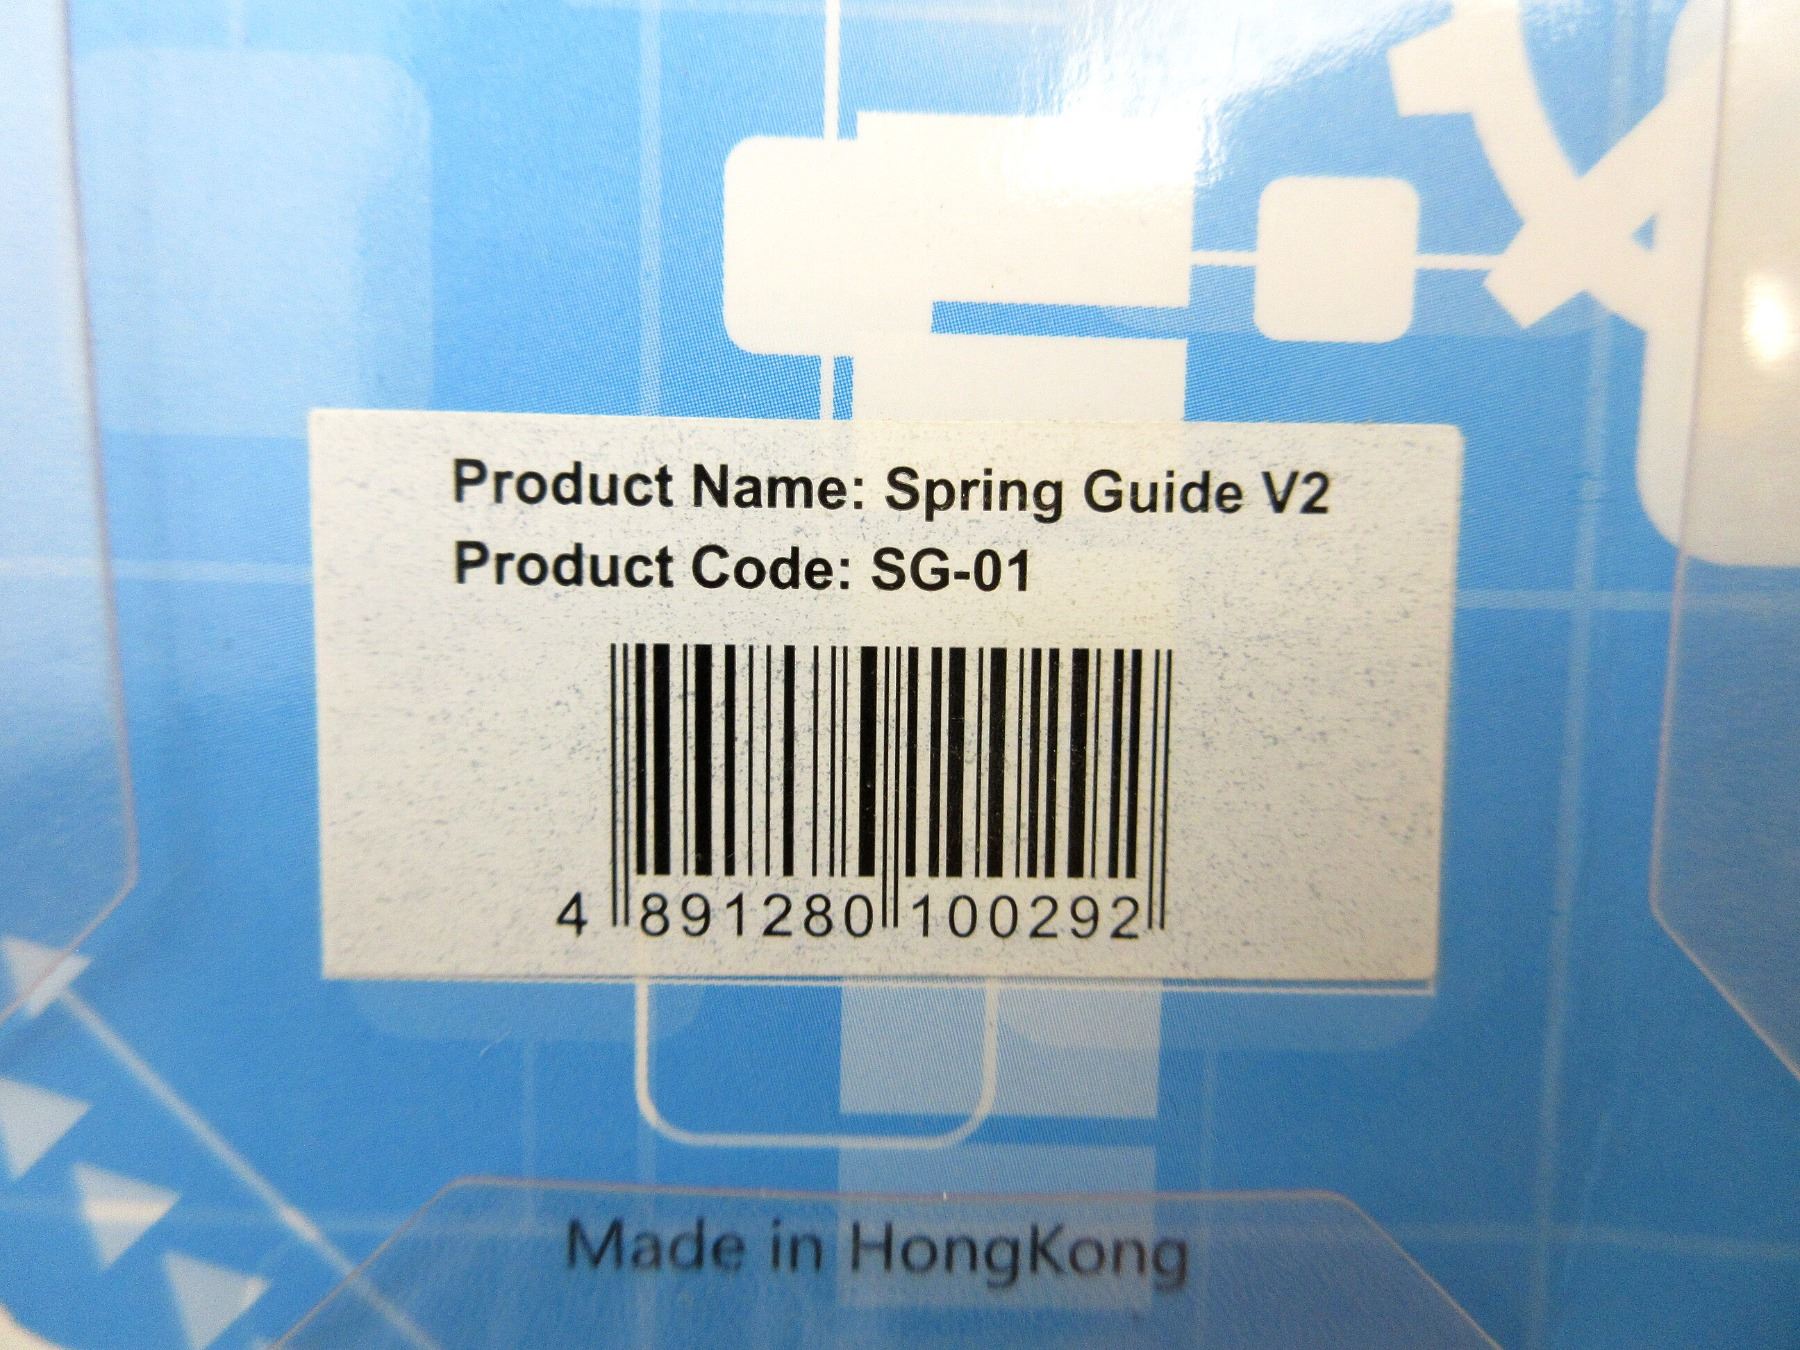 Product Name: Spring Guide V2
Product Code: SG-01
4 891280 100292
Made in HongKong